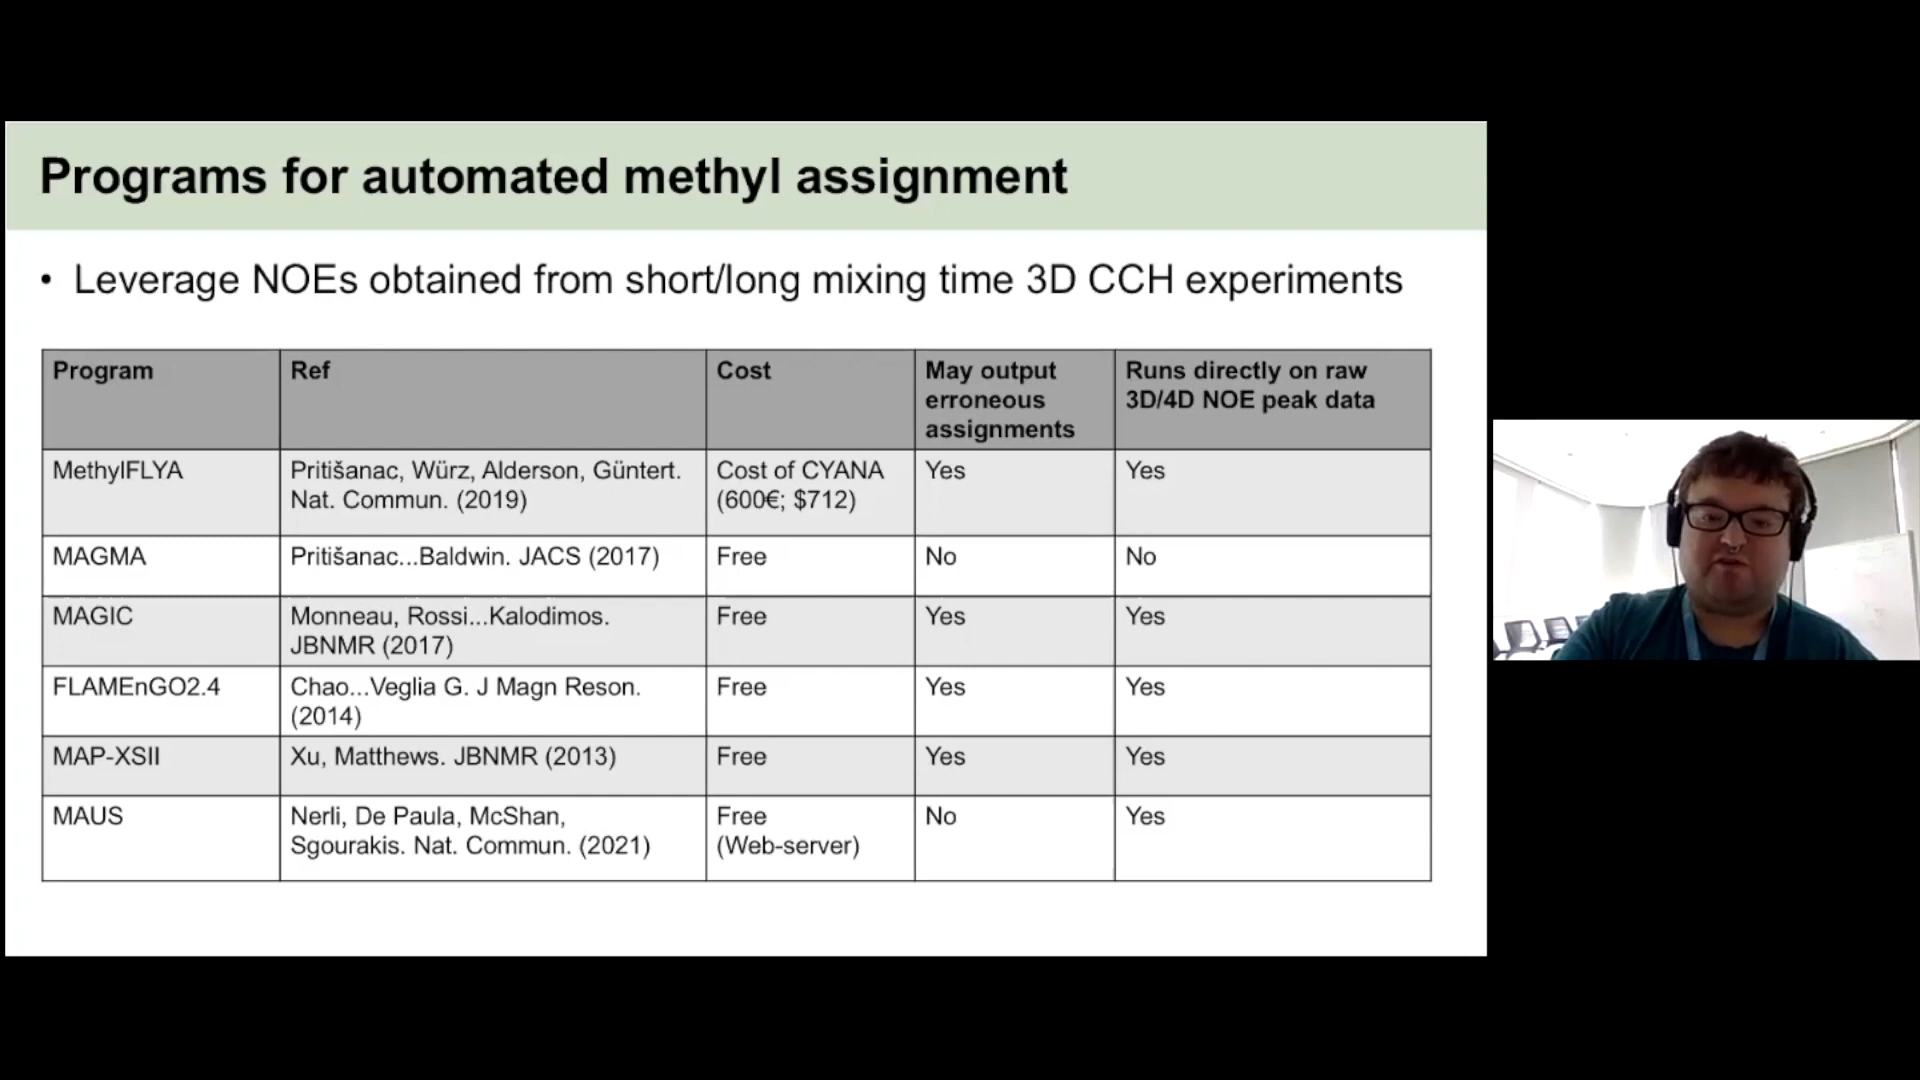 Programs for automated methyl assignment
• Leverage NOEs obtained from short/long mixing time 3D CCH experiments
Program
Ref
Cost
May output
erroneous
assignments
Runs directly on raw
3D/4D NOE peak data
MethylFLYA
Pritišanac, Würz, Alderson, Güntert.
Nat. Commun. (2019)
Cost of CYANA
(600€; $712)
Yes
Yes
MAGMA
Pritišanac...Baldwin. JACS (2017)
Free
No
No
MAGIC
Monneau, Rossi...Kalodimos.
JBNMR (2017)
Free
Yes
Yes
FLAMEnGO2.4
Chao...Veglia G. J Magn Reson.
(2014)
Free
Yes
Yes
MAP-XSII
Xu, Matthews. JBNMR (2013)
Free
Yes
Yes
MAUS
Nerli, De Paula, McShan,
Sgourakis. Nat. Commun. (2021)
Free
(Web-server)
No
Yes